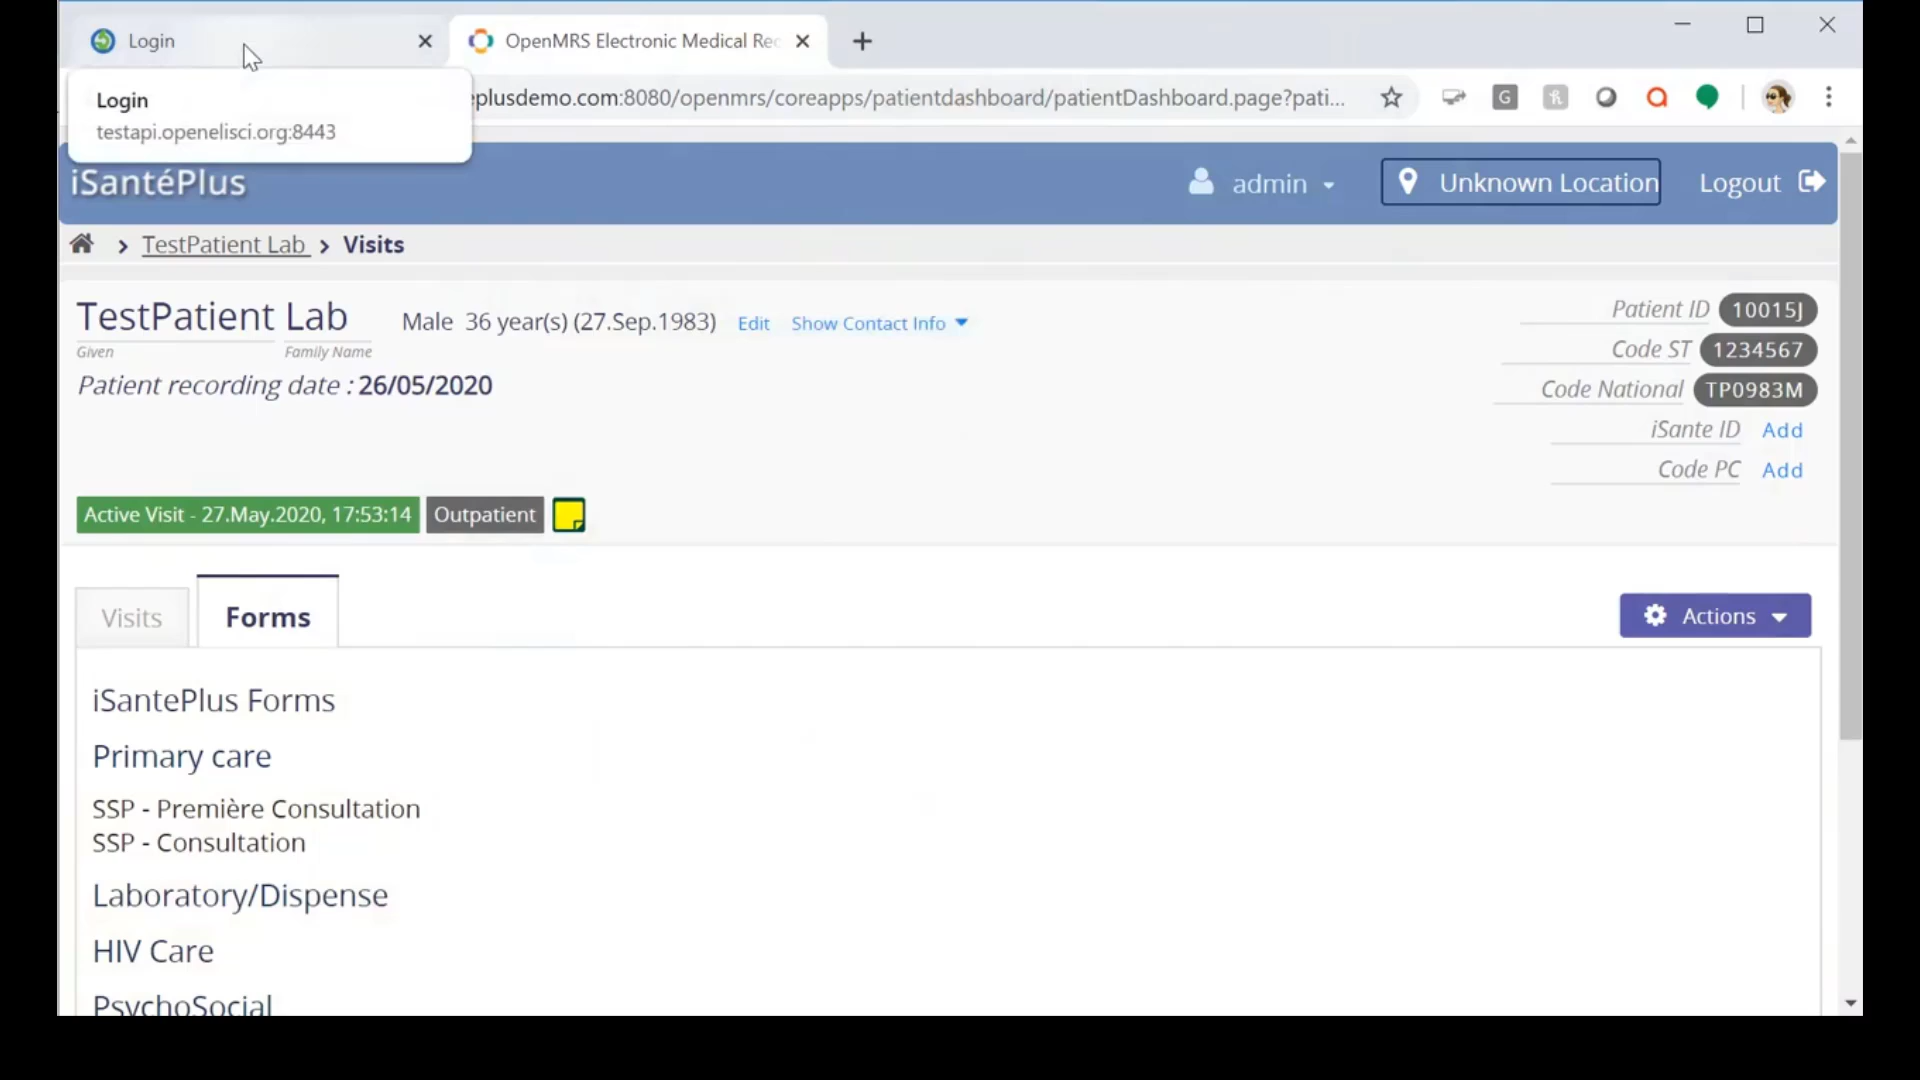 Login
OpenMRS Electronic Medical Rec
Login
testapi.openelisci.org:8443
eplusdemo.com:8080/openmrs/coreapps/patientdashboard/patientDashboard.page?pati...
iSantéPlus
admin
Unknown Location
Logout
TestPatient Lab > Visits
TestPatient Lab
Given Family Name
Male 36 year(s) (27.Sep.1983) Edit Show Contact Info
Patient recording date : 26/05/2020
Patient ID 10015J
Code ST 1234567
Code National TP0983M
iSante ID Add
Code PC Add
Active Visit - 27.May.2020, 17:53:14 Outpatient
Visits Forms
Actions
iSantePlus Forms
Primary care
SSP - Première Consultation
SSP - Consultation
Laboratory/Dispense
HIV Care
PsychoSocial